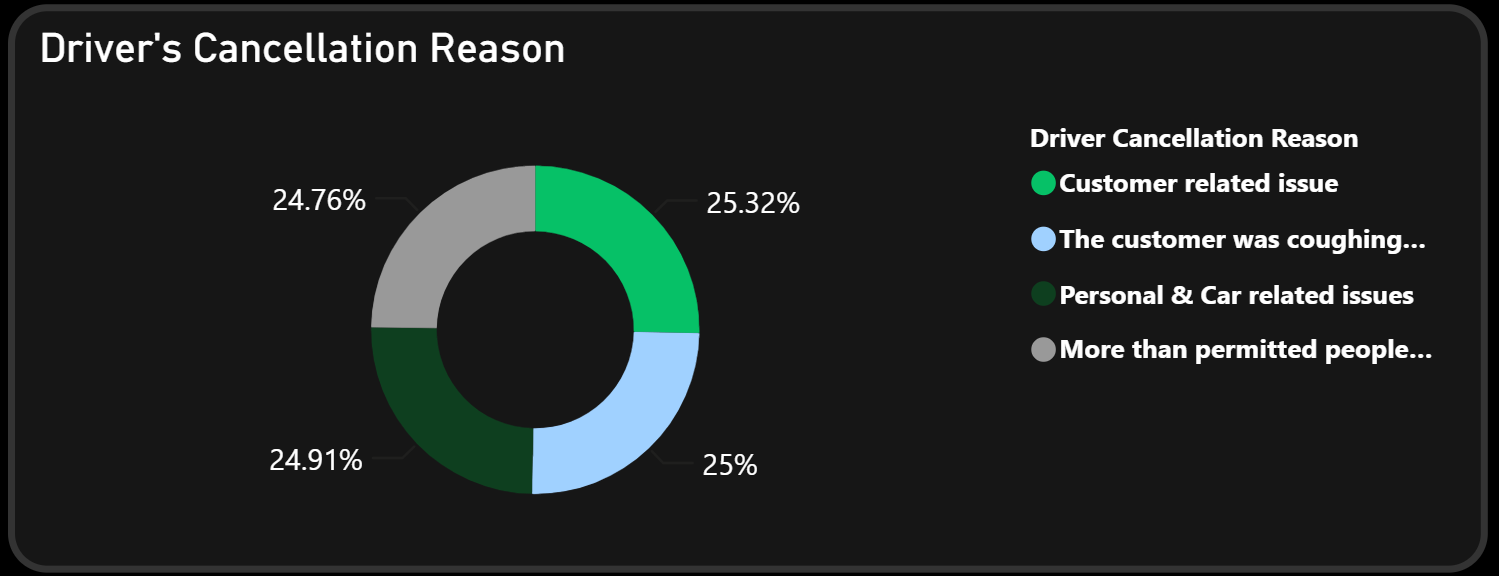 Driver's Cancellation Reason
24.76%
25.32%
24.91%
25%
Driver Cancellation Reason
Customer related issue
The customer was coughing...
Personal & Car related issues
More than permitted people...